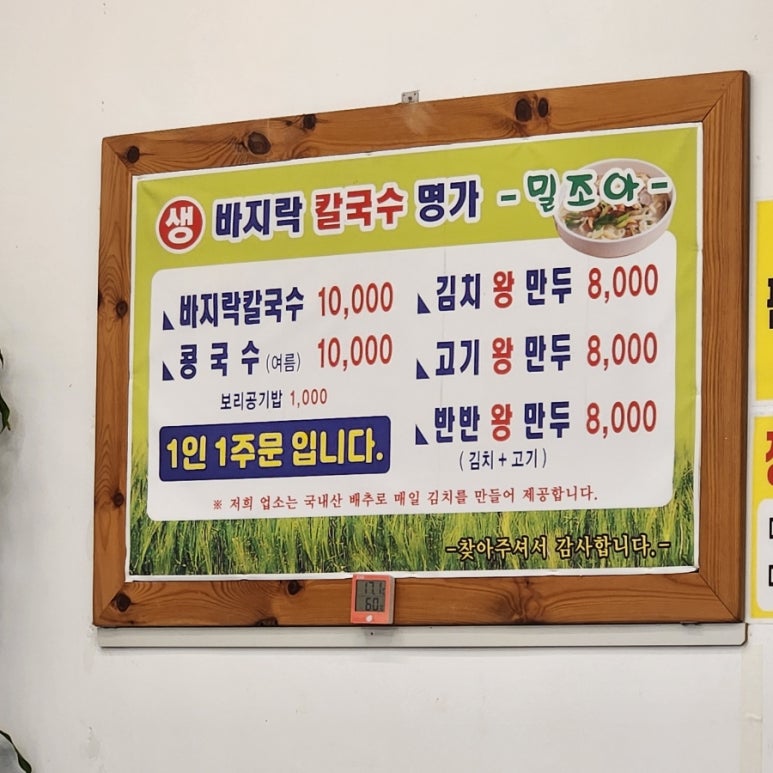 생 바지락 칼국수 명가 -밀조아-
바지락칼국수 10,000
콩국수 (여름) 10,000
보리공기밥 1,000
1인 1주문 입니다.
김치 왕 만두 8,000
고기 왕 만두 8,000
반반 왕 만두 8,000
(김치+고기)
※ 저희 업소는 국내산 배추로 매일 김치를 만들어 제공합니다.
-찾아주셔서 감사합니다.-
17.1
60